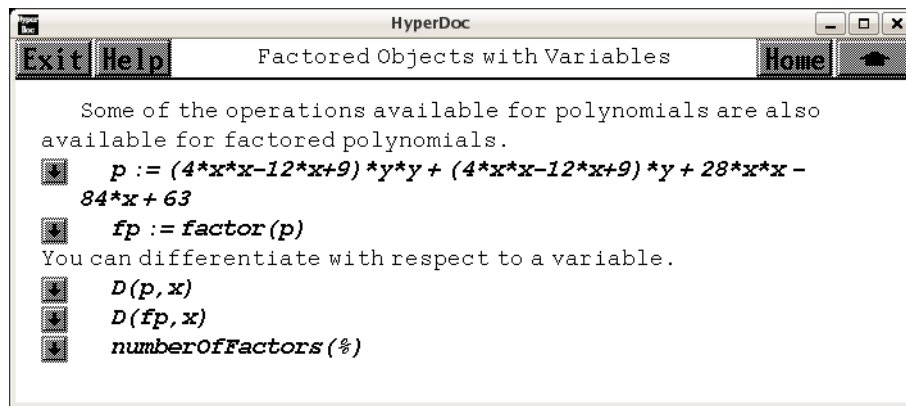 Hyper Doc
HyperDoc
Exit Help Factored Objects with Variables Home
Some of the operations available for polynomials are also
available for factored polynomials.
p := (4*x*x-12*x+9)*y*y + (4*x*x-12*x+9)*y + 28*x*x -
84*x + 63
fp := factor(p)
You can differentiate with respect to a variable.
D(p,x)
D(fp,x)
numberOfFactors(%)